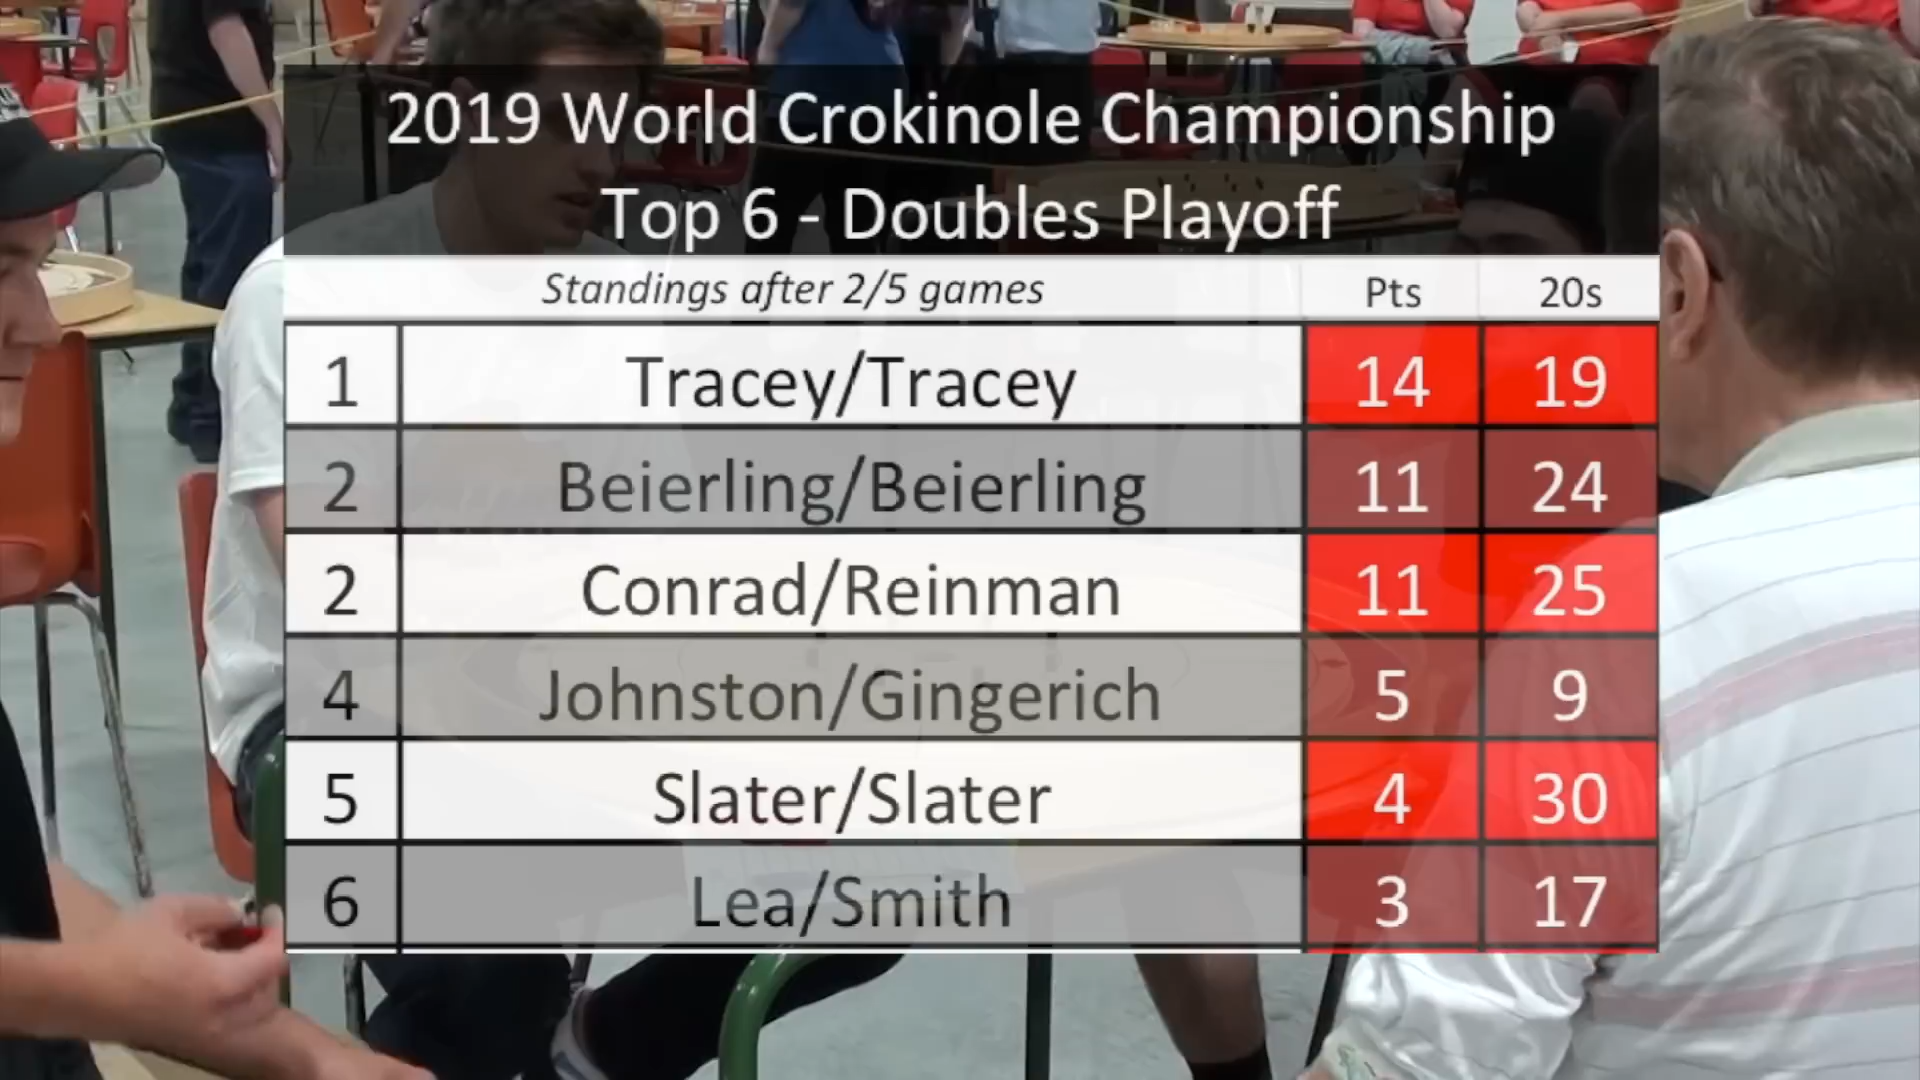 2019 World Crokinole Championship
Top 6 - Doubles Playoff
Standings after 2/5 games Pts 20s
1 Tracey/Tracey 14 19
2 Beierling/Beierling 11 24
2 Conrad/Reinman 11 25
4 Johnston/Gingerich 5 9
5 Slater/Slater 4 30
6 Lea/Smith 3 17